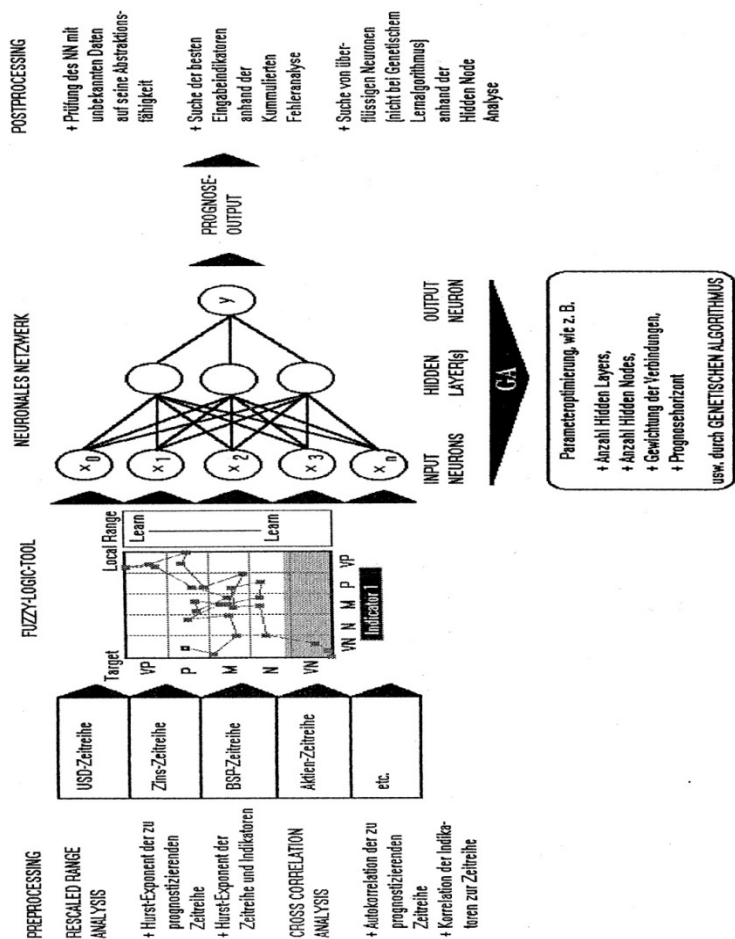 PREPROCESSING
RESCALED RANGE
ANALYSIS
+ Hurst-Exponent der zu
prognostizierenden
Zeitreihe
+ Hurst-Exponent der
Zeitreihe und Indikatoren
CROSS CORRELATION
ANALYSIS
+ Autokorrelation der zu
prognostizierenden
Zeitreihe
+ Korrelation der Indika-
toren zur Zeitreihe
USD-Zeitreihe
Zins-Zeitreihe
BSP-Zeitreihe
Aktien-Zeitreihe
etc.
FUZZY-LOGIC-TOOL
Target
Local Range
VP
P
M
N
VN
VN N M P VP
Indicator 1
Learn
Learn
NEURONALES NETZWERK
x0
x1
x2
x3
xn
y
INPUT
NEURONS
HIDDEN
LAYER(s)
OUTPUT
NEURON
GA
Parameteroptimierung, wie z. B.
+ Anzahl Hidden Layers,
+ Anzahl Hidden Nodes,
+ Gewichtung der Verbindungen,
+ Prognosehorizont
usw. durch GENETISCHEN ALGORITHMUS
PROGNOSE-
OUTPUT
POSTPROCESSING
+ Prüfung des NN mit
unbekannten Daten
auf seine Abstraktions-
fähigkeit
+ Suche der besten
Eingabeindikatoren
anhand der
Kummulierten
Fehleranalyse
+ Suche von über-
flüssigen Neuronen
(nicht bei Genetischem
Lernalgorithmus)
anhand der
Hidden Node
Analyse